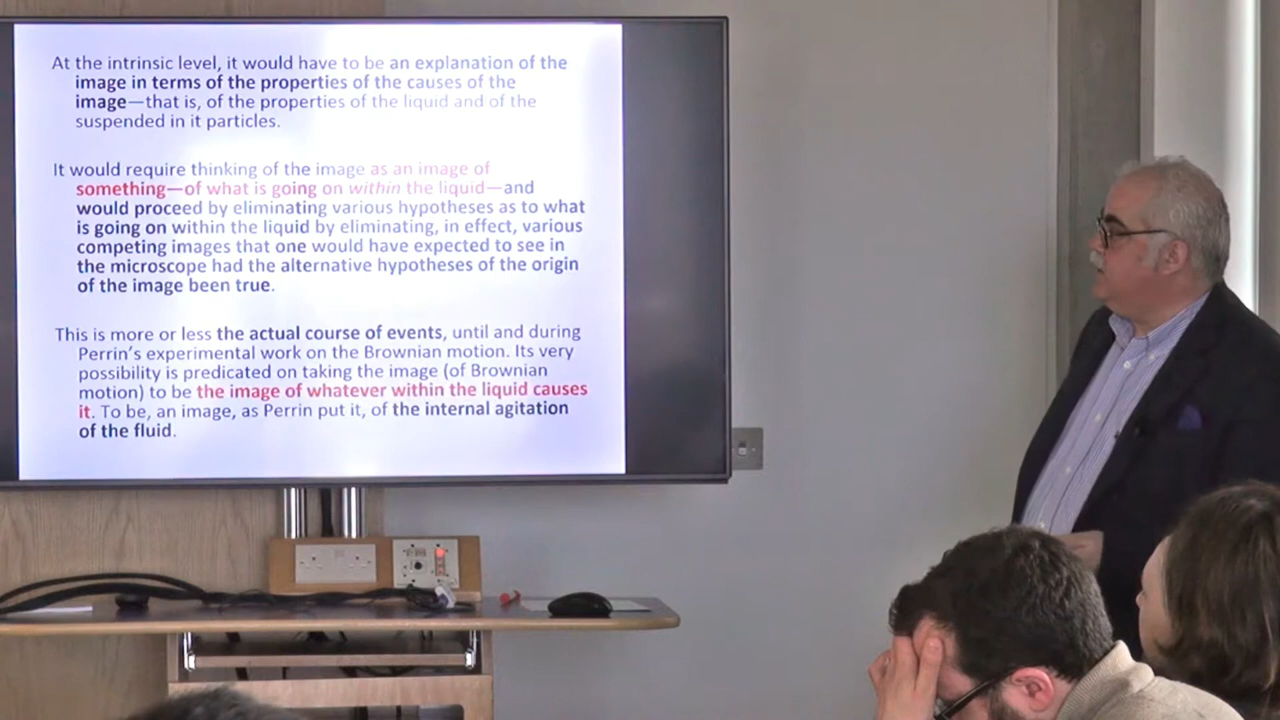 At the intrinsic level, it would have to be an explanation of the
image in terms of the properties of the causes of the
image—that is, of the properties of the liquid and of the
suspended in it particles.
It would require thinking of the image as an image of
something—of what is going on within the liquid—and
would proceed by eliminating various hypotheses as to what
is going on within the liquid by eliminating, in effect, various
competing images that one would have expected to see in
the microscope had the alternative hypotheses of the origin
of the image been true.
This is more or less the actual course of events, until and during
Perrin's experimental work on the Brownian motion. Its very
possibility is predicated on taking the image (of Brownian
motion) to be the image of whatever within the liquid causes
it. To be, an image, as Perrin put it, of the internal agitation
of the fluid.